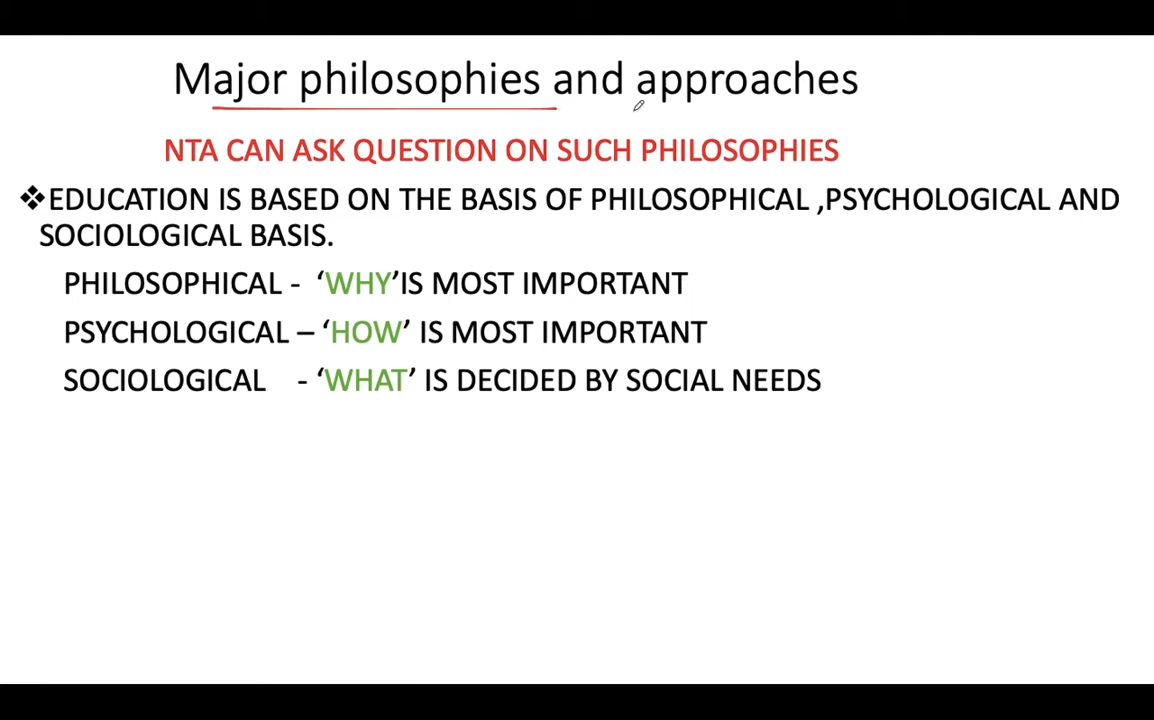 Major philosophies and approaches
NTA CAN ASK QUESTION ON SUCH PHILOSOPHIES
❖EDUCATION IS BASED ON THE BASIS OF PHILOSOPHICAL ,PSYCHOLOGICAL AND
SOCIOLOGICAL BASIS.
PHILOSOPHICAL - ‘WHY’IS MOST IMPORTANT
PSYCHOLOGICAL – ‘HOW’ IS MOST IMPORTANT
SOCIOLOGICAL - ‘WHAT’ IS DECIDED BY SOCIAL NEEDS